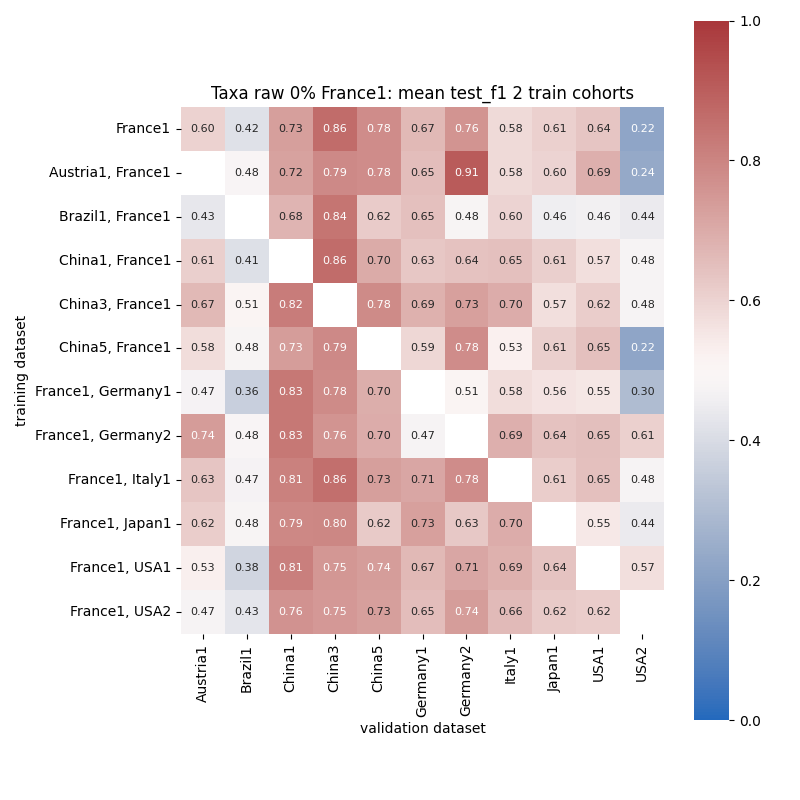 Taxa raw 0% France1: mean test_f1 2 train cohorts
France1 0.60 0.42 0.73 0.86 0.78 0.67 0.76 0.58 0.61 0.64 0.22
Austria1, France1 0.48 0.72 0.79 0.78 0.65 0.91 0.58 0.60 0.69 0.24
Brazil1, France1 0.43 0.68 0.84 0.62 0.65 0.48 0.60 0.46 0.46 0.44
China1, France1 0.61 0.41 0.86 0.70 0.63 0.64 0.65 0.61 0.57 0.48
China3, France1 0.67 0.51 0.82 0.78 0.69 0.73 0.70 0.57 0.62 0.48
China5, France1 0.58 0.48 0.73 0.79 0.59 0.78 0.53 0.61 0.65 0.22
France1, Germany1 0.47 0.36 0.83 0.78 0.70 0.51 0.58 0.56 0.55 0.30
France1, Germany2 0.74 0.48 0.83 0.76 0.70 0.47 0.69 0.64 0.65 0.61
France1, Italy1 0.63 0.47 0.81 0.86 0.73 0.71 0.78 0.61 0.65 0.48
France1, Japan1 0.62 0.48 0.79 0.80 0.62 0.73 0.63 0.70 0.55 0.44
France1, USA1 0.53 0.38 0.81 0.75 0.74 0.67 0.71 0.69 0.64 0.57
France1, USA2 0.47 0.43 0.76 0.75 0.73 0.65 0.74 0.66 0.62 0.62
Austria1 Brazil1 China1 China3 China5 Germany1 Germany2 Italy1 Japan1 USA1 USA2
validation dataset
training dataset
1.0
0.8
0.6
0.4
0.2
0.0